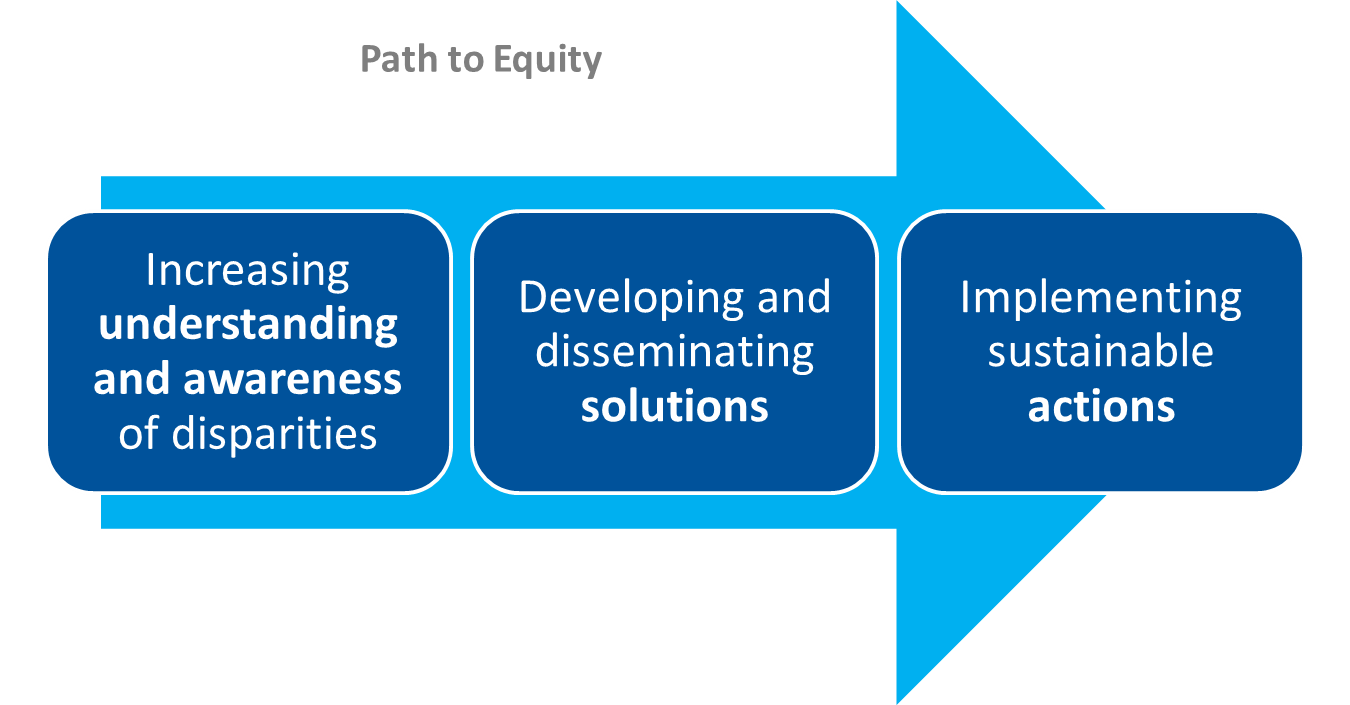 Path to Equity
Increasing
understanding
and awareness
of disparities
Developing and
disseminating
solutions
Implementing
sustainable
actions